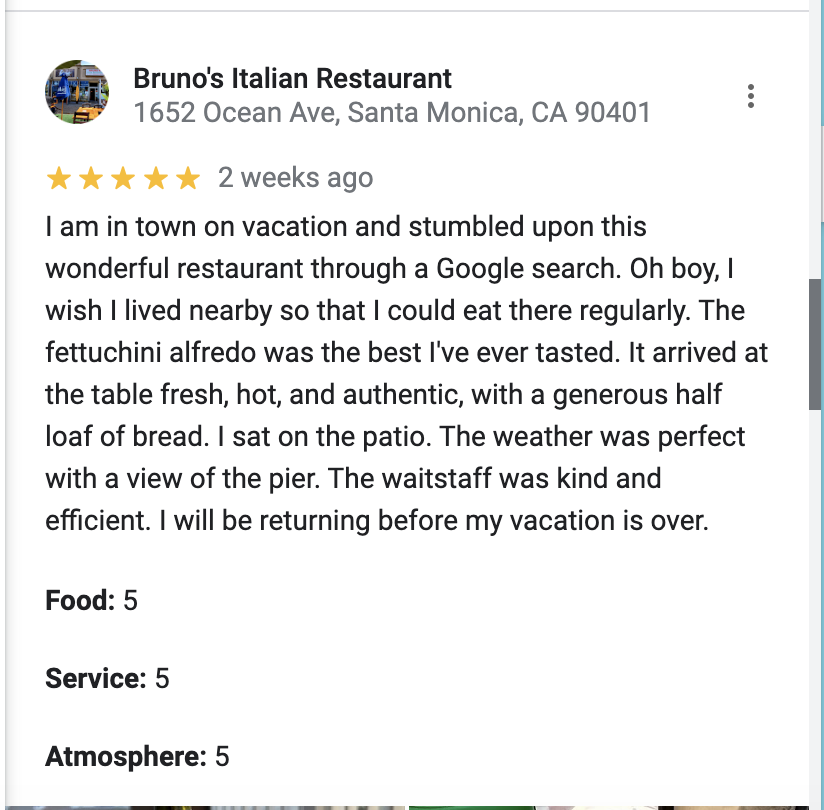 Bruno's Italian Restaurant
1652 Ocean Ave, Santa Monica, CA 90401
2 weeks ago
I am in town on vacation and stumbled upon this
wonderful restaurant through a Google search. Oh boy, I
wish I lived nearby so that I could eat there regularly. The
fettuchini alfredo was the best I've ever tasted. It arrived at
the table fresh, hot, and authentic, with a generous half
loaf of bread. I sat on the patio. The weather was perfect
with a view of the pier. The waitstaff was kind and
efficient. I will be returning before my vacation is over.
Food: 5
Service: 5
Atmosphere: 5